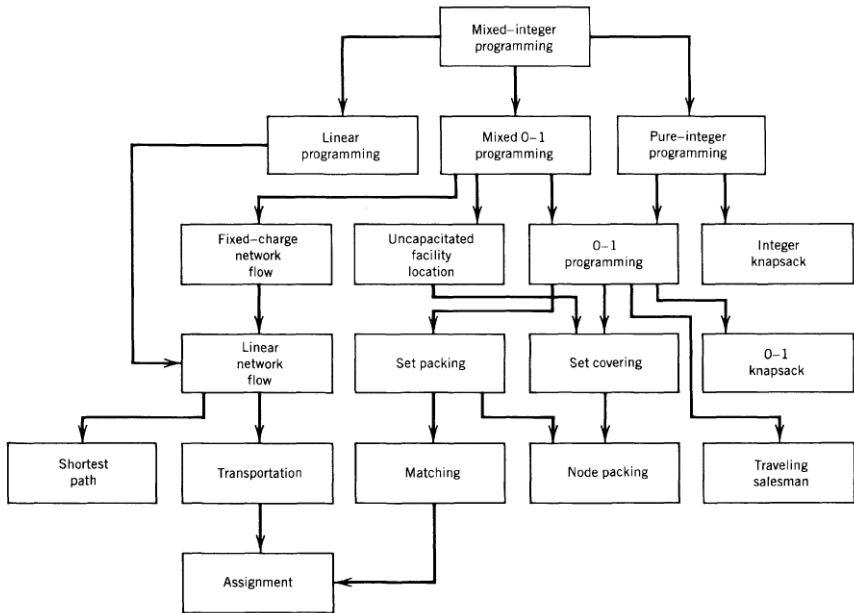 Mixed-integer
programming
Linear
programming
Mixed 0-1
programming
Pure-integer
programming
Fixed-charge
network
flow
Uncapacitated
facility
location
0-1
programming
Integer
knapsack
Linear
network
flow
Set packing
Set covering
0-1
knapsack
Shortest
path
Transportation
Matching
Node packing
Traveling
salesman
Assignment